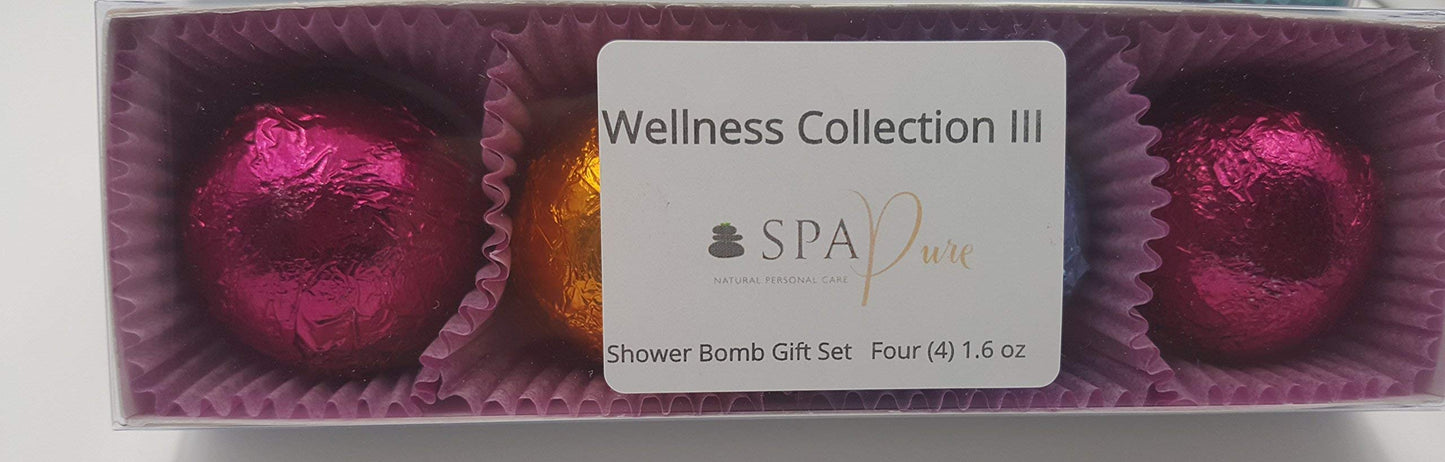 Wellness Collection III
SPA Pure
NATURAL PERSONAL CARE
Shower Bomb Gift Set Four (4) 1.6 oz